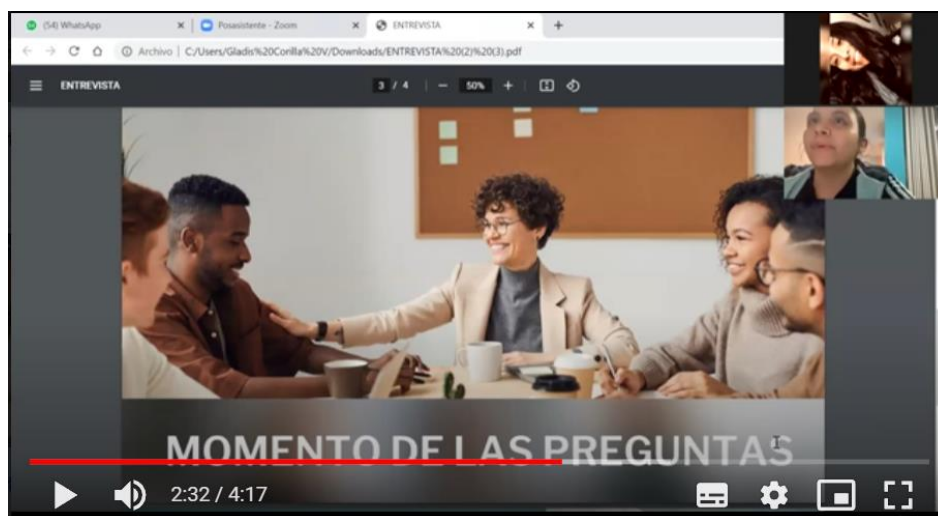 (54) WhatsApp
Posasistente - Zoom
ENTREVISTA
Archivo | C:/Users/Gladis%20Corilla%20V/Downloads/ENTREVISTA%20(2)%20(3).pdf
ENTREVISTA
3 / 4
50%
MOMENTO DE LAS PREGUNTAS
2:32 / 4:17